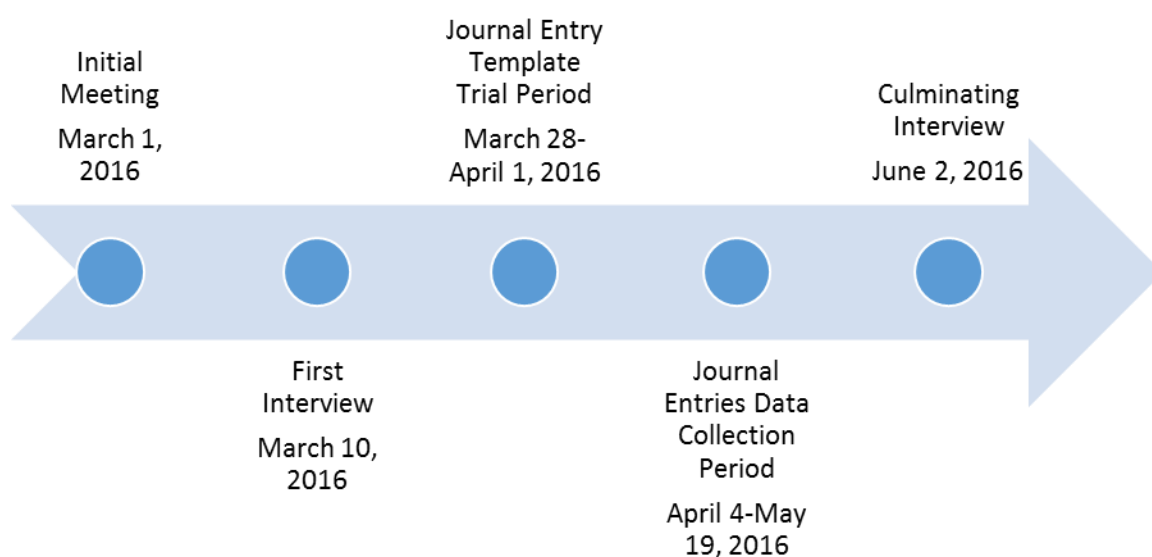 Initial
Meeting
March 1,
2016
First
Interview
March 10,
2016
Journal Entry
Template
Trial Period
March 28-
April 1, 2016
Journal
Entries Data
Collection
Period
April 4-May
19, 2016
Culminating
Interview
June 2, 2016